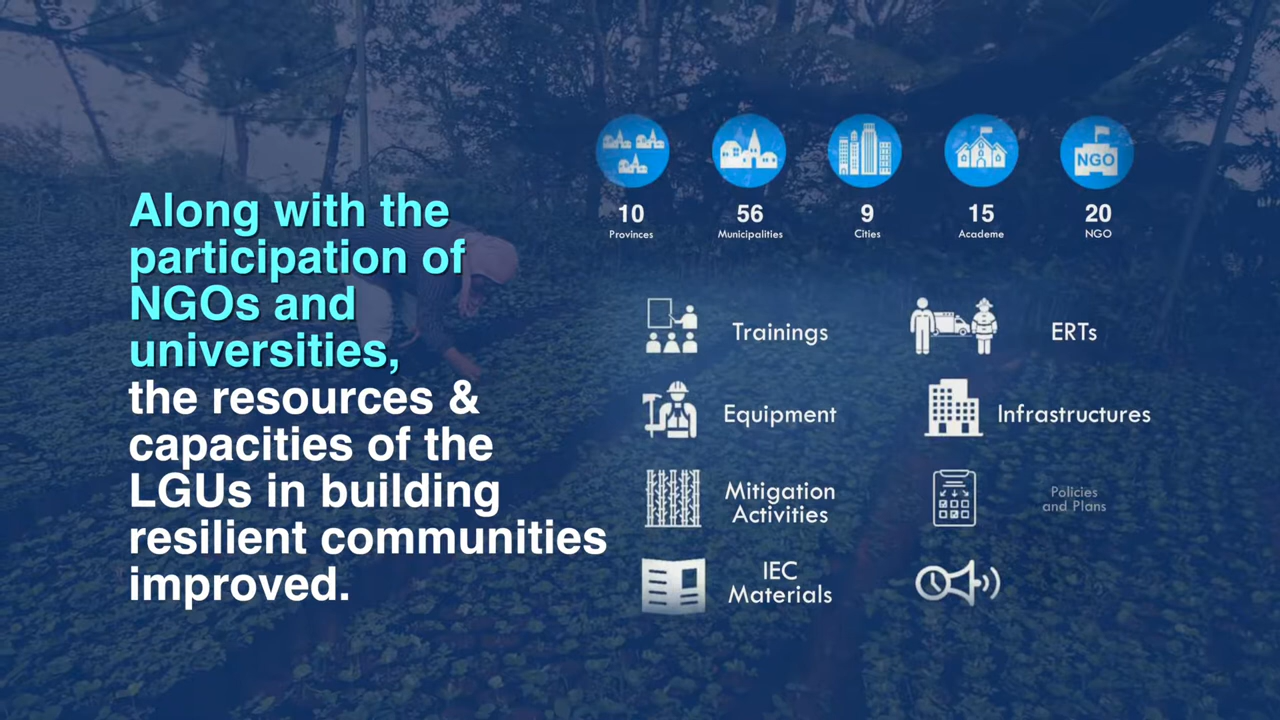 Along with the
participation of
NGOs and
universities,
the resources &
capacities of the
LGUs in building
resilient communities
improved.
NGO
10
Provinces
56
Municipalities
9
Cities
15
Academe
20
NGO
Trainings
ERTs
Equipment
Infrastructures
Mitigation
Activities
Policies
and Plans
IEC
Materials